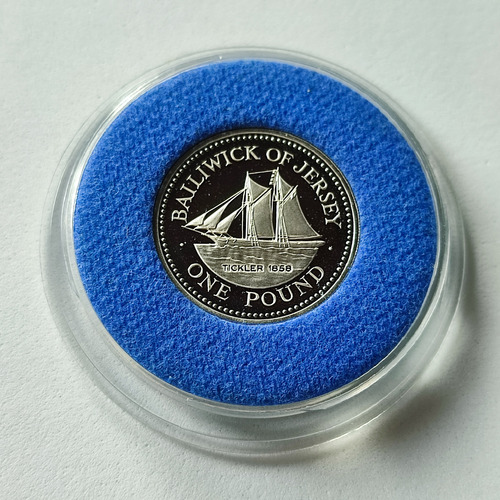 BAILIWICK OF JERSEY
TICKLER 1858
ONE POUND